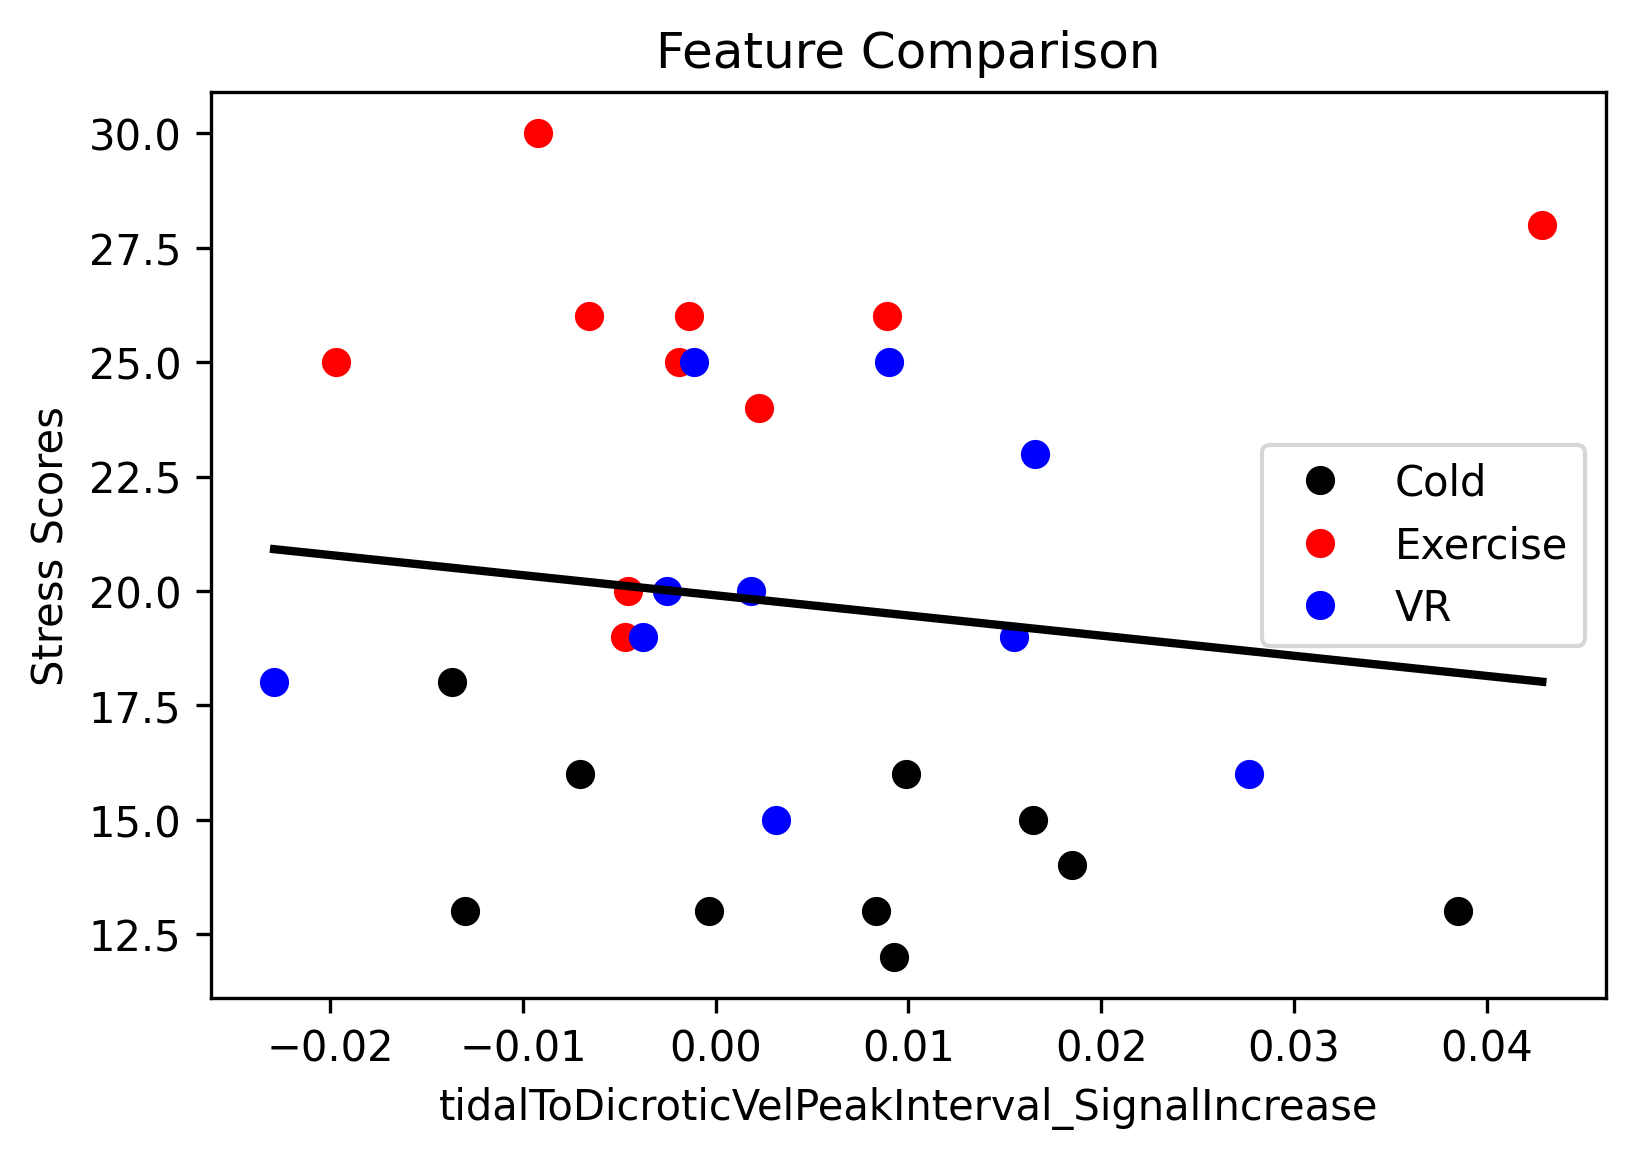 Feature Comparison
30.0
27.5
25.0
22.5
20.0
17.5
15.0
12.5
Stress Scores
Cold
Exercise
VR
−0.02 −0.01 0.00 0.01 0.02 0.03 0.04
tidalToDicroticVelPeakInterval_SignalIncrease